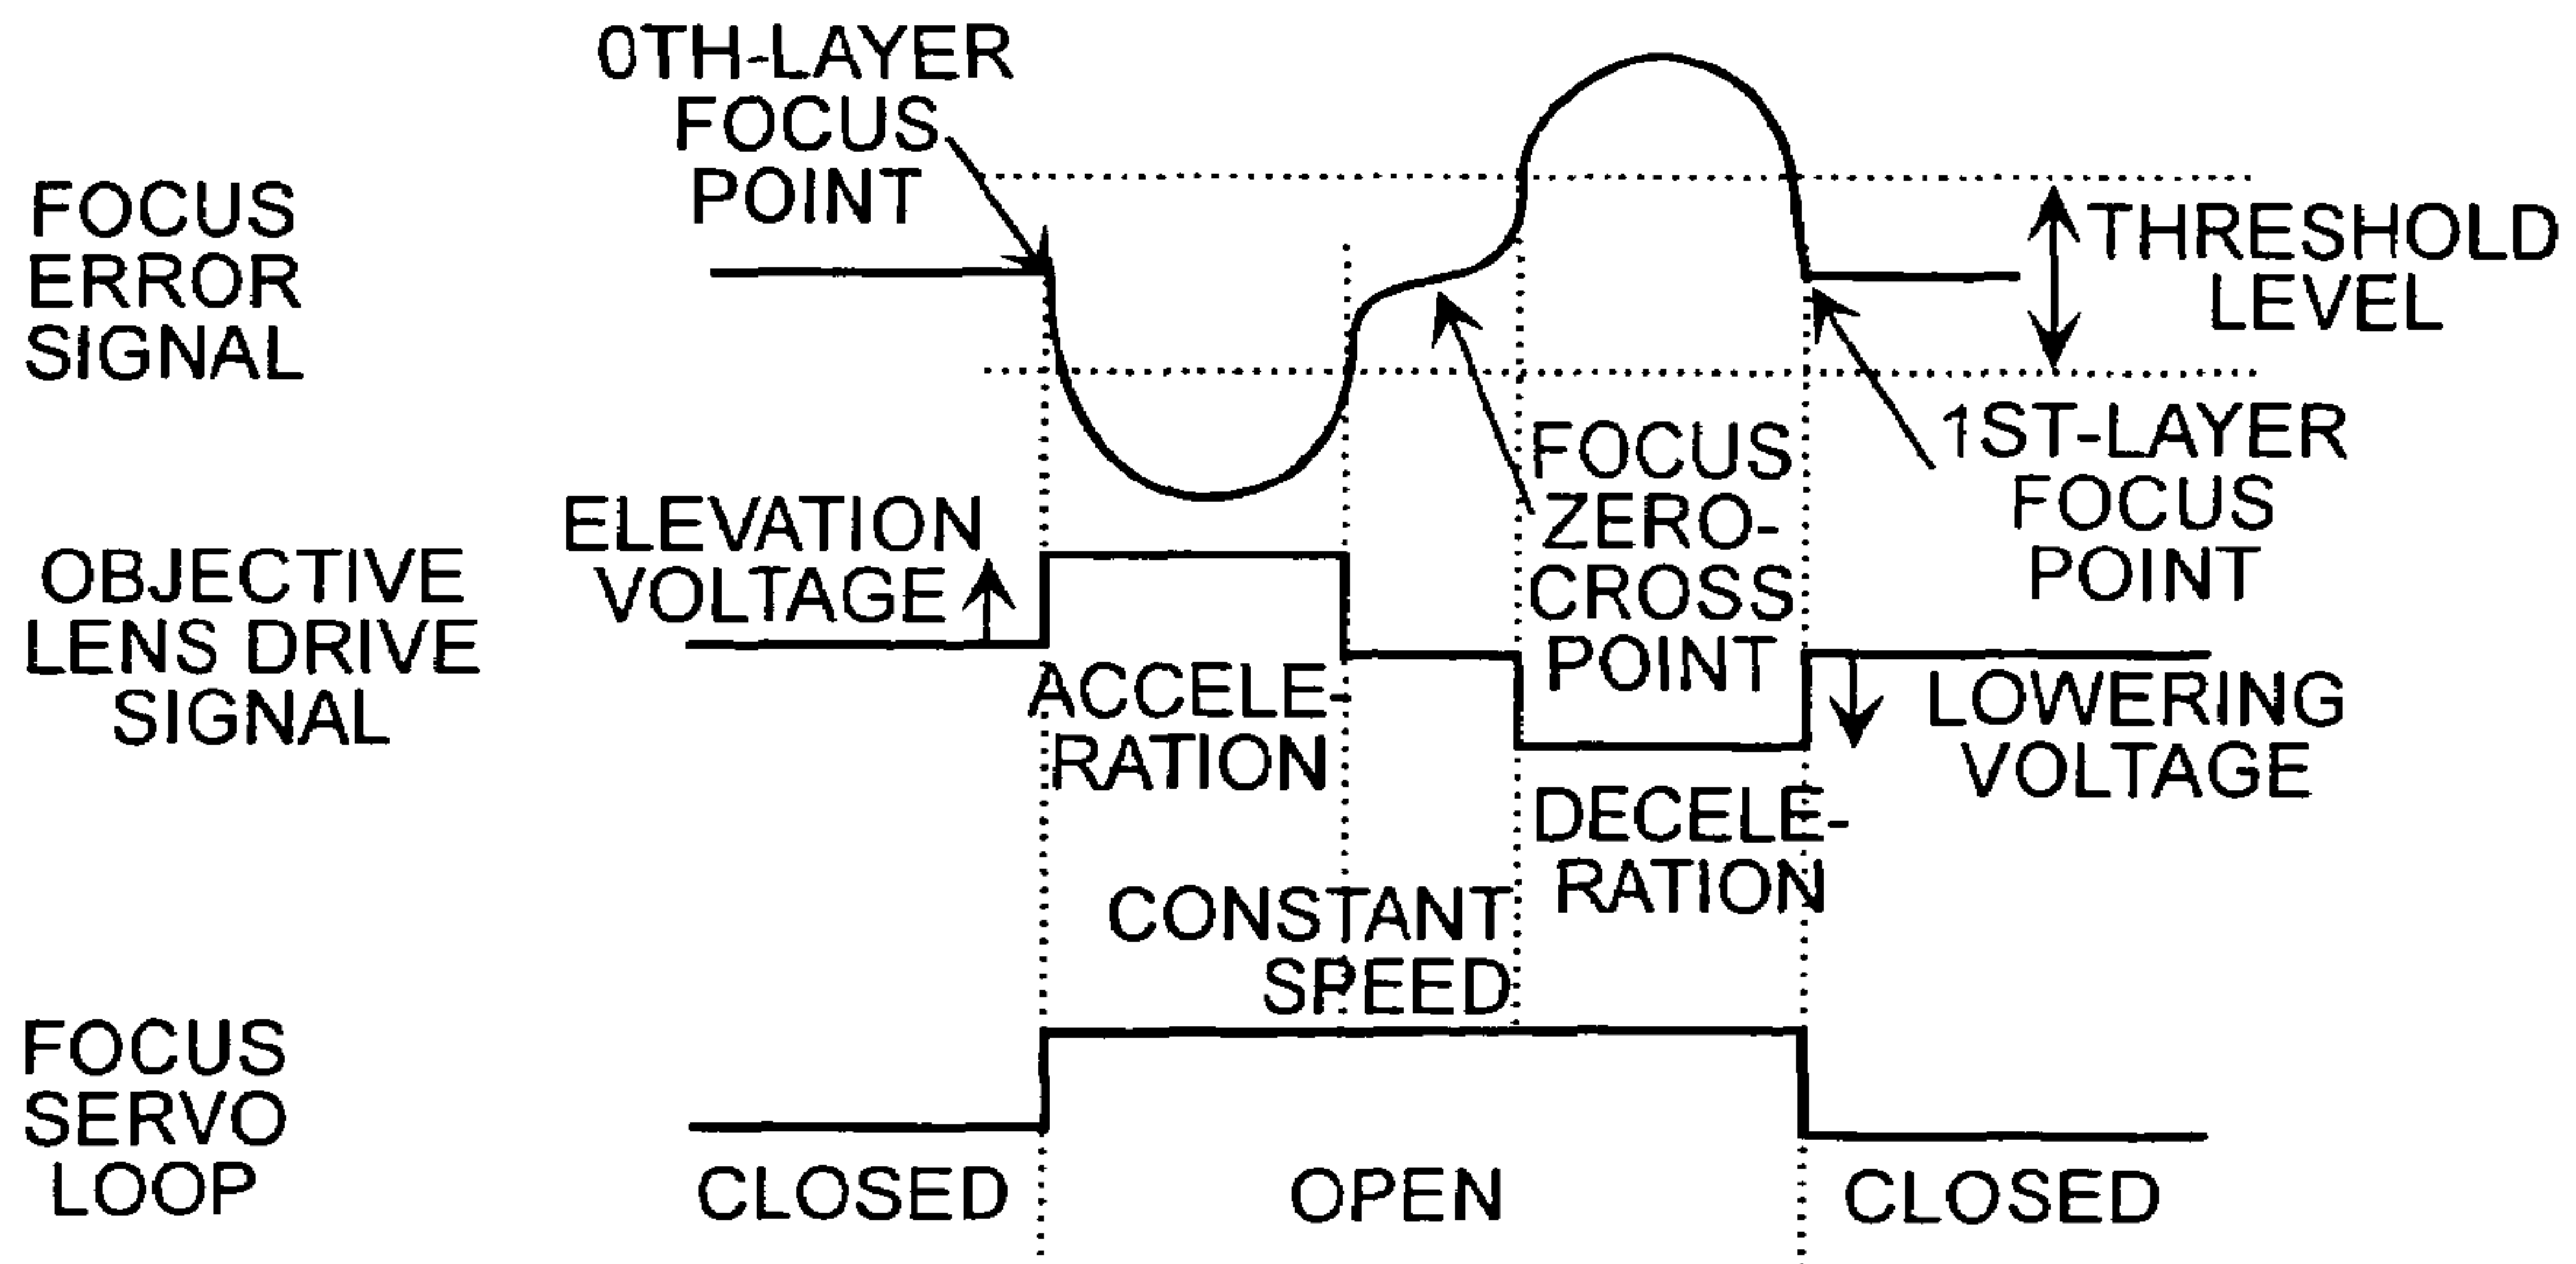 0TH-LAYER
FOCUS
POINT
FOCUS
ERROR
SIGNAL
THRESHOLD
LEVEL
1ST-LAYER
FOCUS
POINT
FOCUS
ZERO-
CROSS
POINT
ELEVATION
VOLTAGE
OBJECTIVE
LENS DRIVE
SIGNAL
ACCELE-
RATION
LOWERING
VOLTAGE
DECELE-
RATION
CONSTANT
SPEED
FOCUS
SERVO
LOOP
CLOSED
OPEN
CLOSED